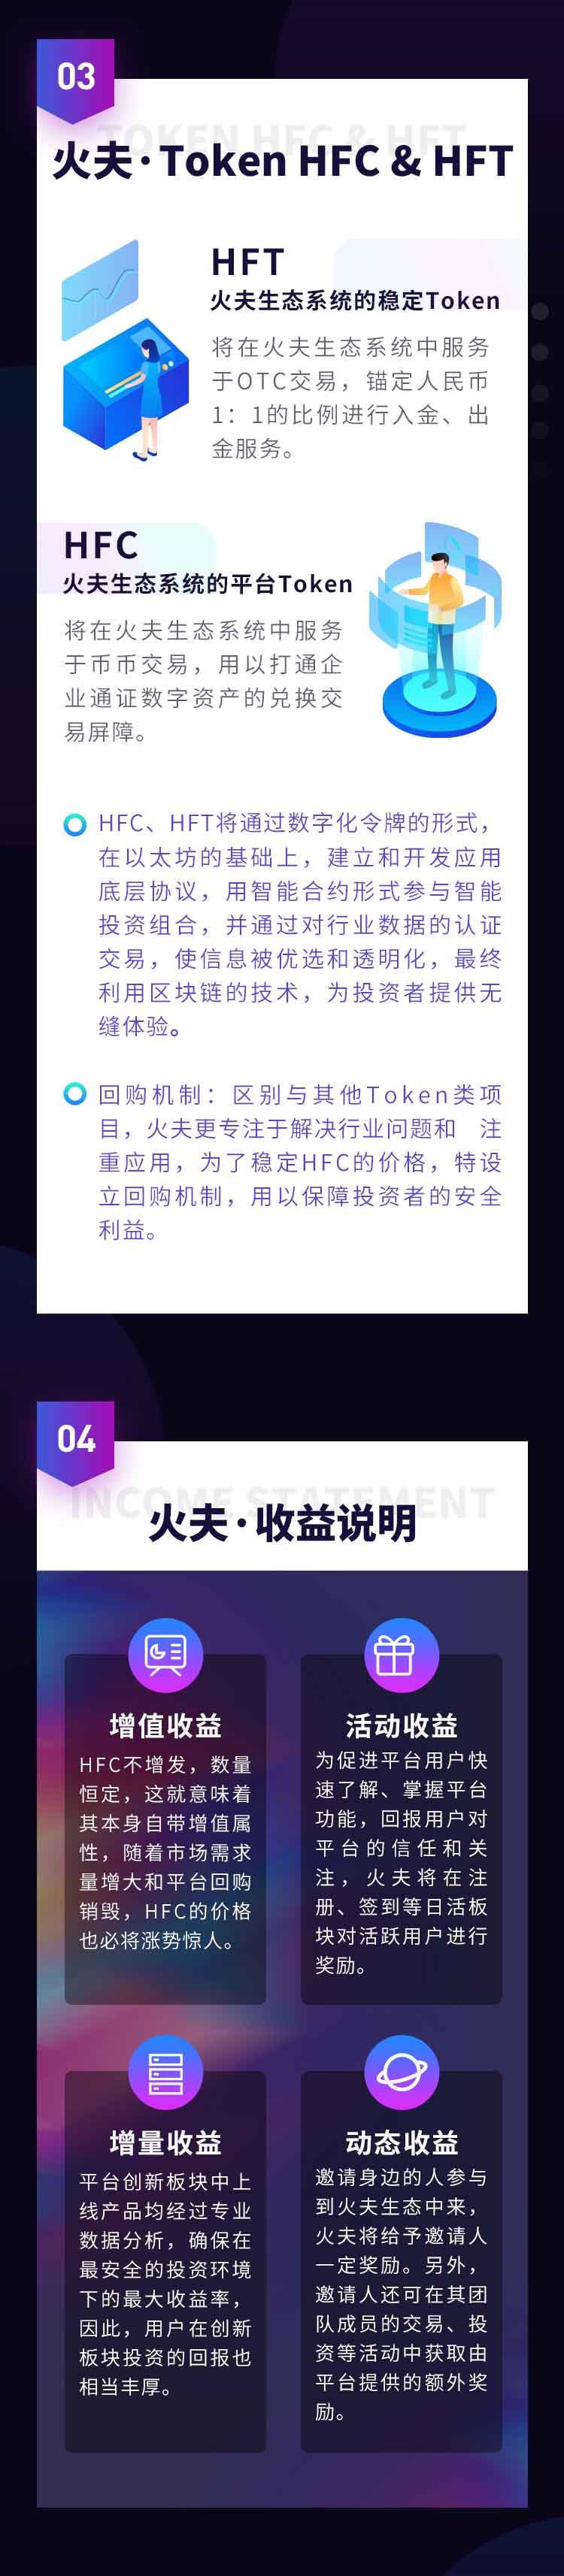 03
TOKEN HFC & HFT
火夫·Token HFC & HFT
HFT
火夫生态系统的稳定Token
将在火夫生态系统中服务
于OTC交易，锚定人民币
1：1的比例进行入金、出
金服务。
HFC
火夫生态系统的平台Token
将在火夫生态系统中服务
于币币交易，用以打通企
业通证数字资产的兑换交
易屏障。
HFC、HFT将通过数字化令牌的形式，
在以太坊的基础上，建立和开发应用
底层协议，用智能合约形式参与智能
投资组合，并通过对行业数据的认证
交易，使信息被优选和透明化，最终
利用区块链的技术，为投资者提供无
缝体验。
回购机制：区别与其他Token类项
目，火夫更专注于解决行业问题和 注
重应用，为了稳定HFC的价格，特设
立回购机制，用以保障投资者的安全
利益。
04
INCOME STATEMENT
火夫·收益说明
增值收益
HFC不增发，数量
恒定，这就意味着
其本身自带增值属
性，随着市场需求
量增大和平台回购
销毁，HFC的价格
也必将涨势惊人。
活动收益
为促进平台用户快
速了解、掌握平台
功能，回报用户对
平台的信任和关
注，火夫将在注
册、签到等日活板
块对活跃用户进行
奖励。
增量收益
平台创新板块中上
线产品均经过专业
数据分析，确保在
最安全的投资环境
下的最大收益率，
因此，用户在创新
板块投资的回报也
相当丰厚。
动态收益
邀请身边的人参与
到火夫生态中来，
火夫将给予邀请人
一定奖励。另外，
邀请人还可在其团
队成员的交易、投
资等活动中获取由
平台提供的额外奖
励。